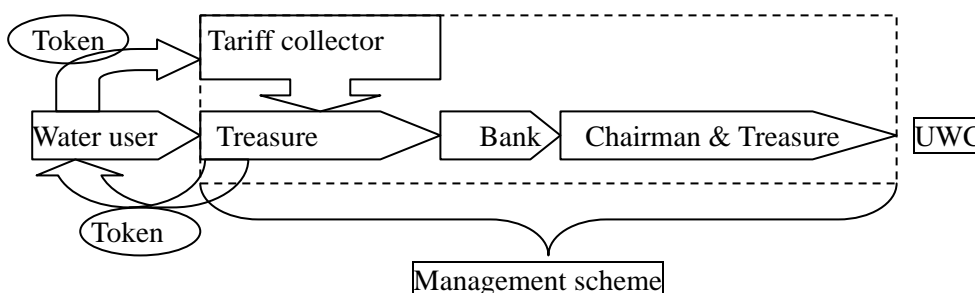 Token
Tariff collector
Water user
Treasure
Bank
Chairman & Treasure
UWC
Token
Management scheme